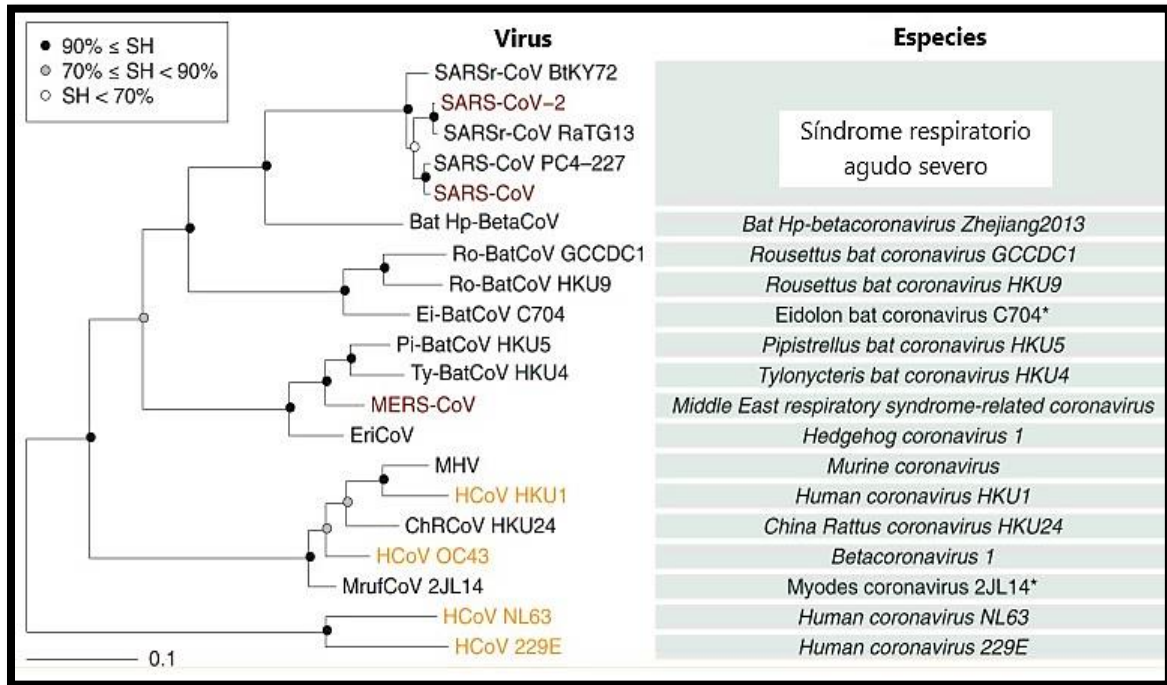 90% ≤ SH
70% ≤ SH < 90%
SH < 70%
Virus
Especies
SARSr-CoV BtKY72
SARS-CoV–2
SARSr-CoV RaTG13
SARS-CoV PC4–227
SARS-CoV
Síndrome respiratorio
agudo severo
Bat Hp-BetaCoV Bat Hp-betacoronavirus Zhejiang2013
Ro-BatCoV GCCDC1 Rousettus bat coronavirus GCCDC1
Ro-BatCoV HKU9 Rousettus bat coronavirus HKU9
Ei-BatCoV C704 Eidolon bat coronavirus C704*
Pi-BatCoV HKU5 Pipistrellus bat coronavirus HKU5
Ty-BatCoV HKU4 Tylonycteris bat coronavirus HKU4
MERS-CoV Middle East respiratory syndrome-related coronavirus
EriCoV Hedgehog coronavirus 1
MHV Murine coronavirus
HCoV HKU1 Human coronavirus HKU1
ChRCoV HKU24 China Rattus coronavirus HKU24
HCoV OC43 Betacoronavirus 1
MrufCoV 2JL14 Myodes coronavirus 2JL14*
HCoV NL63 Human coronavirus NL63
HCoV 229E Human coronavirus 229E
0.1